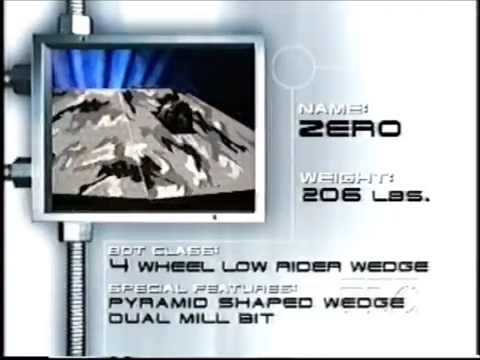 NAME:
ZERO
WEIGHT:
206 LBS.
BOT CLASS:
4 WHEEL LOW RIDER WEDGE
SPECIAL FEATURES:
PYRAMID SHAPED WEDGE
DUAL MILL BIT